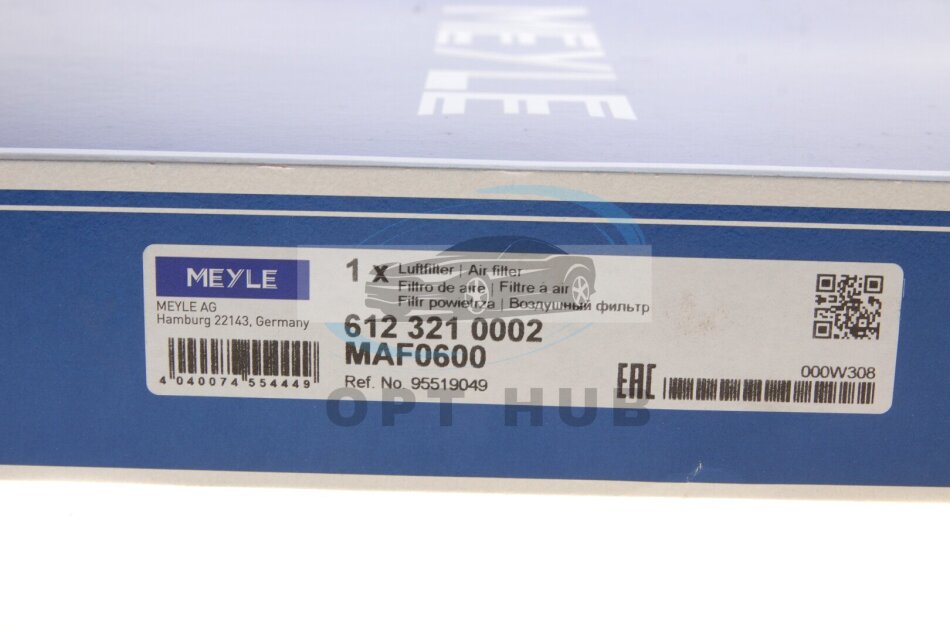 MEYLE
MEYLE
MEYLE AG
Hamburg 22143, Germany
4 040074 554449
1 x Luftfilter | Air filter
Filtro de aire | Filtre à air
Filtr powietrza | Воздушный фильтр
612 321 0002
MAF0600
Ref. No. 95519049
EAC
000W308
OPT HUB